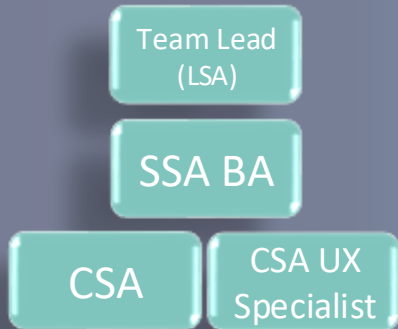 Team Lead
(LSA)
SSA BA
CSA
CSA UX
Specialist